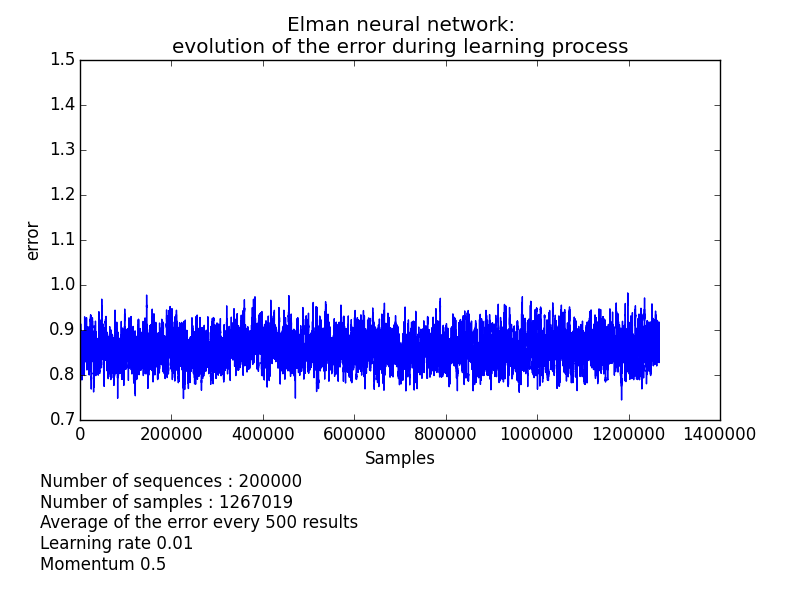 Elman neural network:
evolution of the error during learning process
1.5
1.4
1.3
1.2
1.1
1.0
0.9
0.8
0.7
error
0 200000 400000 600000 800000 1000000 1200000 1400000
Samples
Number of sequences : 200000
Number of samples : 1267019
Average of the error every 500 results
Learning rate 0.01
Momentum 0.5